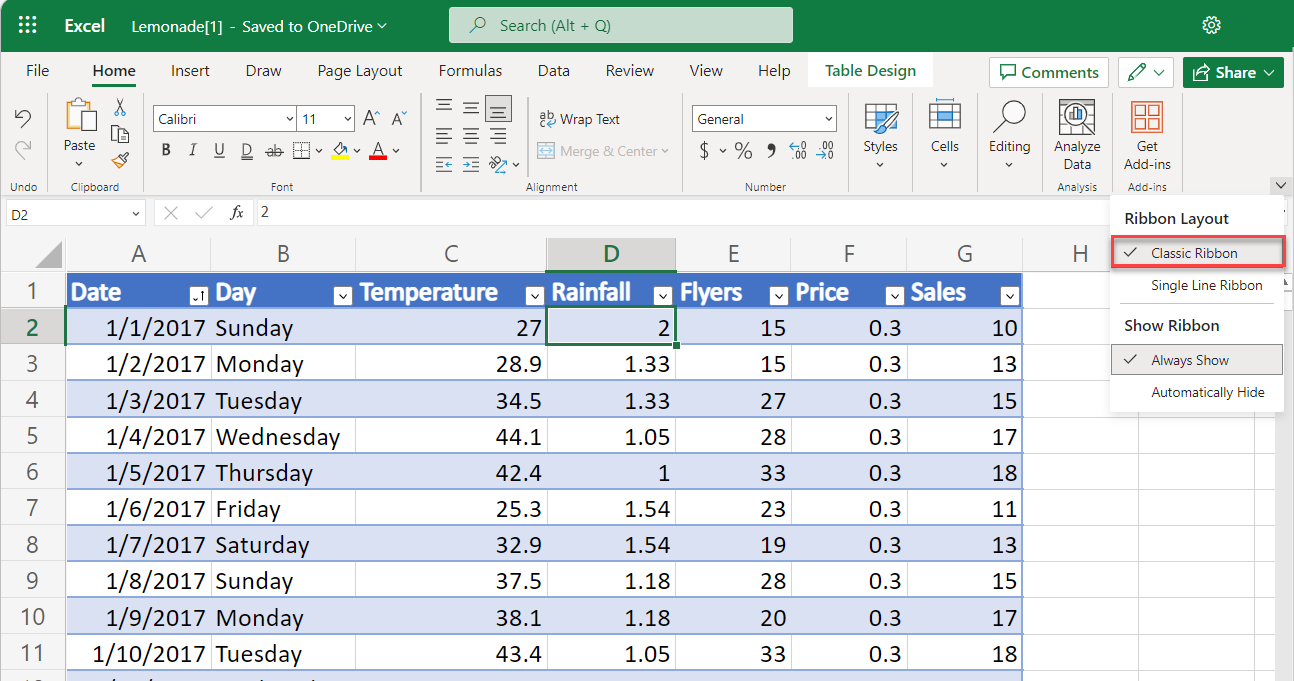 Excel Lemonade[1] - Saved to OneDrive Search (Alt + Q)
File Home Insert Draw Page Layout Formulas Data Review View Help Table Design Comments Share
Paste
Calibri 11
B I U D ab
Wrap Text
Merge & Center
General
$ % , .00 .00
Styles
Cells
Editing
Analyze
Data
Get
Add-ins
Undo Clipboard Font Alignment Number Analysis Add-ins
D2 fx 2
Ribbon Layout
Classic Ribbon
Single Line Ribbon
Show Ribbon
Always Show
Automatically Hide
A B C D E F G H
1 Date Day Temperature Rainfall Flyers Price Sales
2 1/1/2017 Sunday 27 2 15 0.3 10
3 1/2/2017 Monday 28.9 1.33 15 0.3 13
4 1/3/2017 Tuesday 34.5 1.33 27 0.3 15
5 1/4/2017 Wednesday 44.1 1.05 28 0.3 17
6 1/5/2017 Thursday 42.4 1 33 0.3 18
7 1/6/2017 Friday 25.3 1.54 23 0.3 11
8 1/7/2017 Saturday 32.9 1.54 19 0.3 13
9 1/8/2017 Sunday 37.5 1.18 28 0.3 15
10 1/9/2017 Monday 38.1 1.18 20 0.3 17
11 1/10/2017 Tuesday 43.4 1.05 33 0.3 18